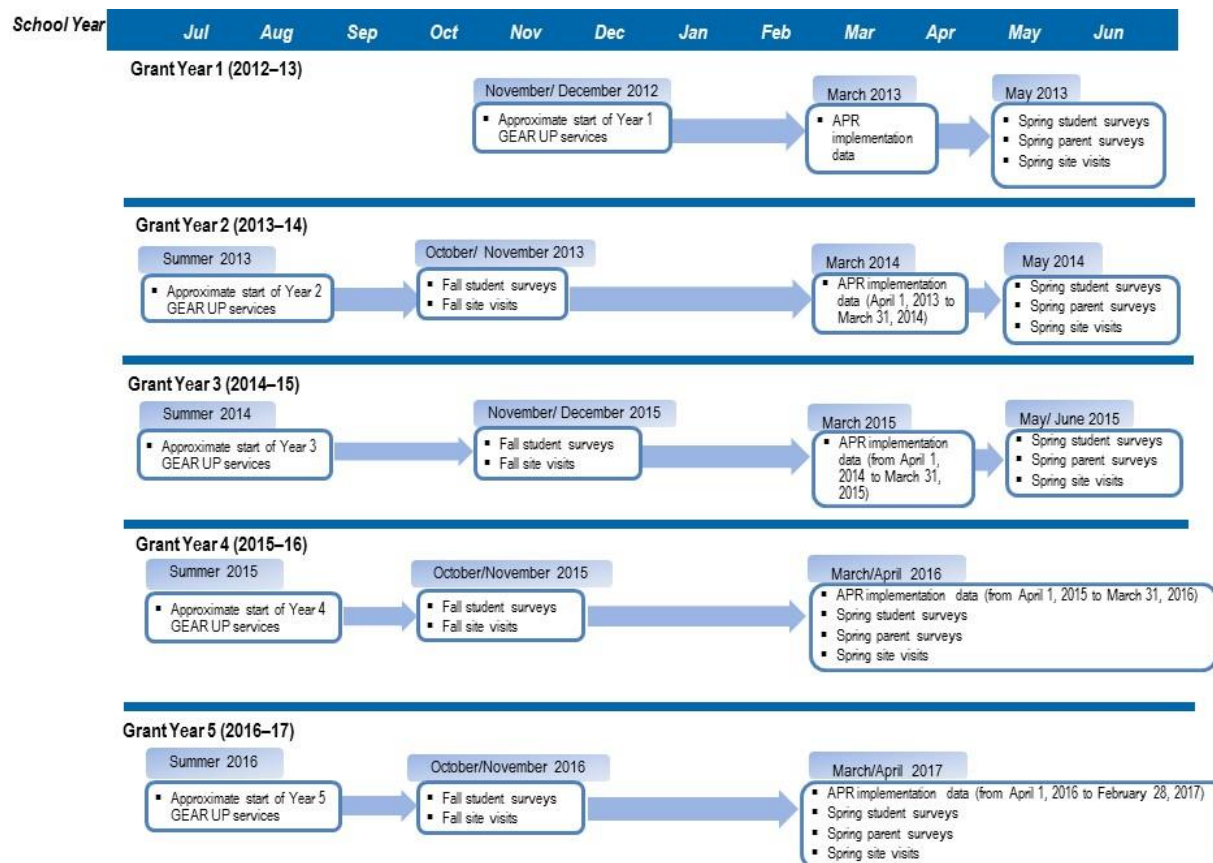 School Year
Jul Aug Sep Oct Nov Dec Jan Feb Mar Apr May Jun
Grant Year 1 (2012–13)
November/ December 2012
▪ Approximate start of Year 1
GEAR UP services
March 2013
▪ APR
implementation
data
May 2013
▪ Spring student surveys
▪ Spring parent surveys
▪ Spring site visits
Grant Year 2 (2013–14)
Summer 2013
▪ Approximate start of Year 2
GEAR UP services
October/ November 2013
▪ Fall student surveys
▪ Fall site visits
March 2014
▪ APR implementation
data (April 1, 2013 to
March 31, 2014)
May 2014
▪ Spring student surveys
▪ Spring parent surveys
▪ Spring site visits
Grant Year 3 (2014–15)
Summer 2014
▪ Approximate start of Year 3
GEAR UP services
November/ December 2015
▪ Fall student surveys
▪ Fall site visits
March 2015
▪ APR implementation
data (from April 1,
2014 to March 31,
2015)
May/ June 2015
▪ Spring student surveys
▪ Spring parent surveys
▪ Spring site visits
Grant Year 4 (2015–16)
Summer 2015
▪ Approximate start of Year 4
GEAR UP services
October/November 2015
▪ Fall student surveys
▪ Fall site visits
March/April 2016
▪ APR implementation data (from April 1, 2015 to March 31, 2016)
▪ Spring student surveys
▪ Spring parent surveys
▪ Spring site visits
Grant Year 5 (2016–17)
Summer 2016
▪ Approximate start of Year 5
GEAR UP services
October/November 2016
▪ Fall student surveys
▪ Fall site visits
March/April 2017
▪ APR implementation data (from April 1, 2016 to February 28, 2017)
▪ Spring student surveys
▪ Spring parent surveys
▪ Spring site visits